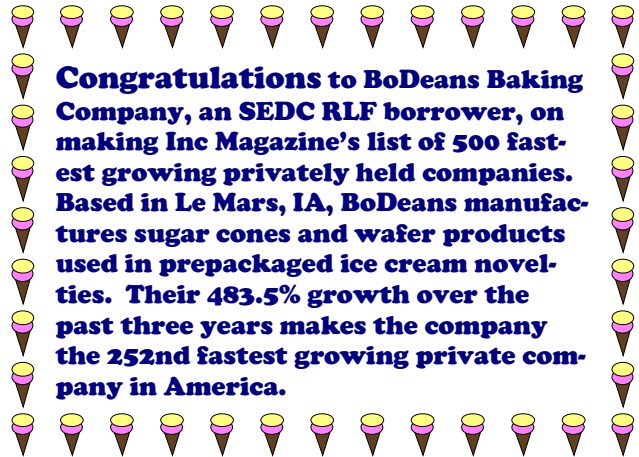 Congratulations to BoDeans Baking
Company, an SEDC RLF borrower, on
making Inc Magazine’s list of 500 fast-
est growing privately held companies.
Based in Le Mars, IA, BoDeans manufac-
tures sugar cones and wafer products
used in prepackaged ice cream novel-
ties.  Their 483.5% growth over the
past three years makes the company
the 252nd fastest growing private com-
pany in America.